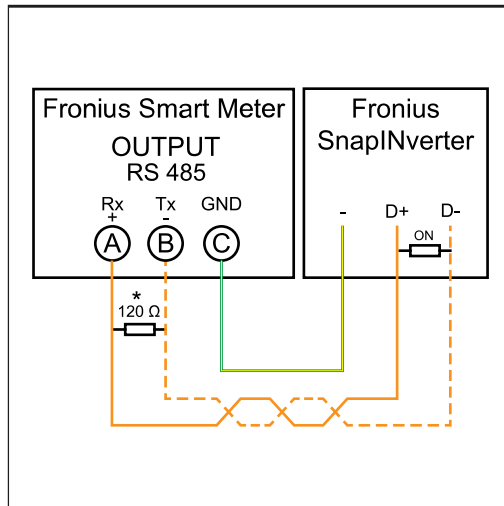 Fronius Smart Meter
OUTPUT
RS 485
Rx Tx GND
+ -
A B C
*
120 Ω
Fronius
SnapINverter
- D+ D-
ON